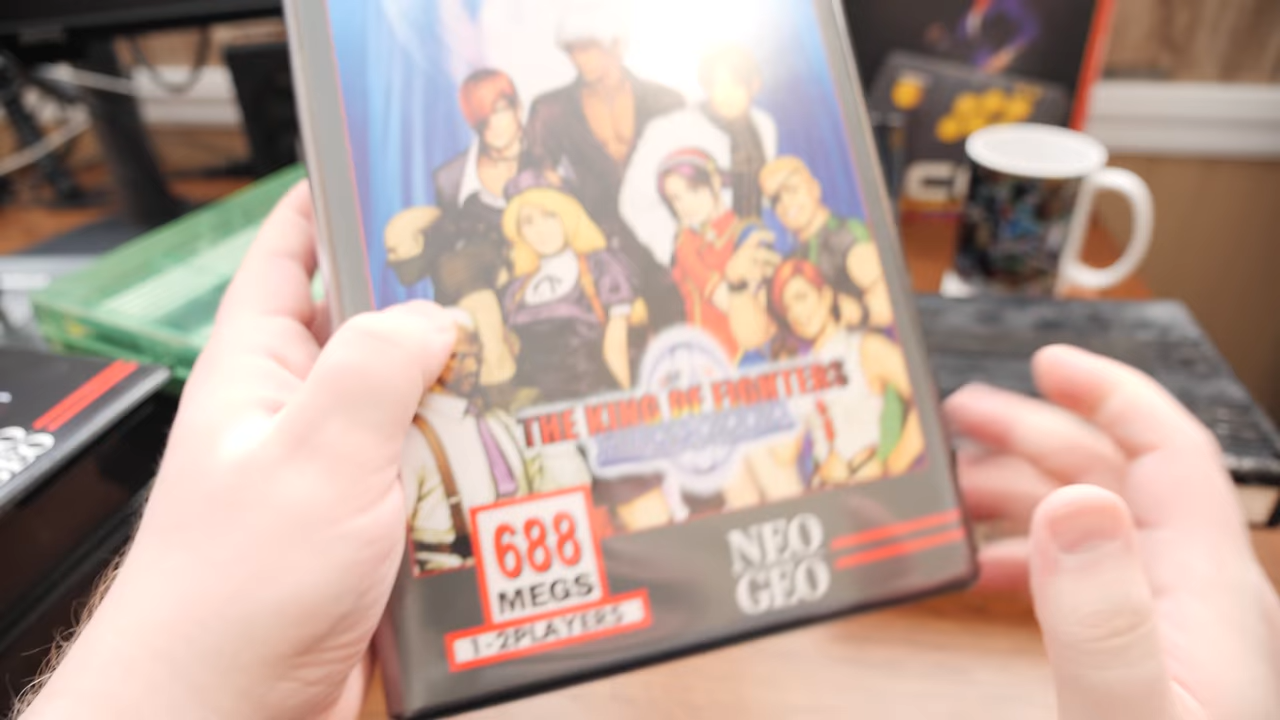 THE KING OF FIGHTERS
688
MEGS
1-2PLAYERS
NEO
GEO